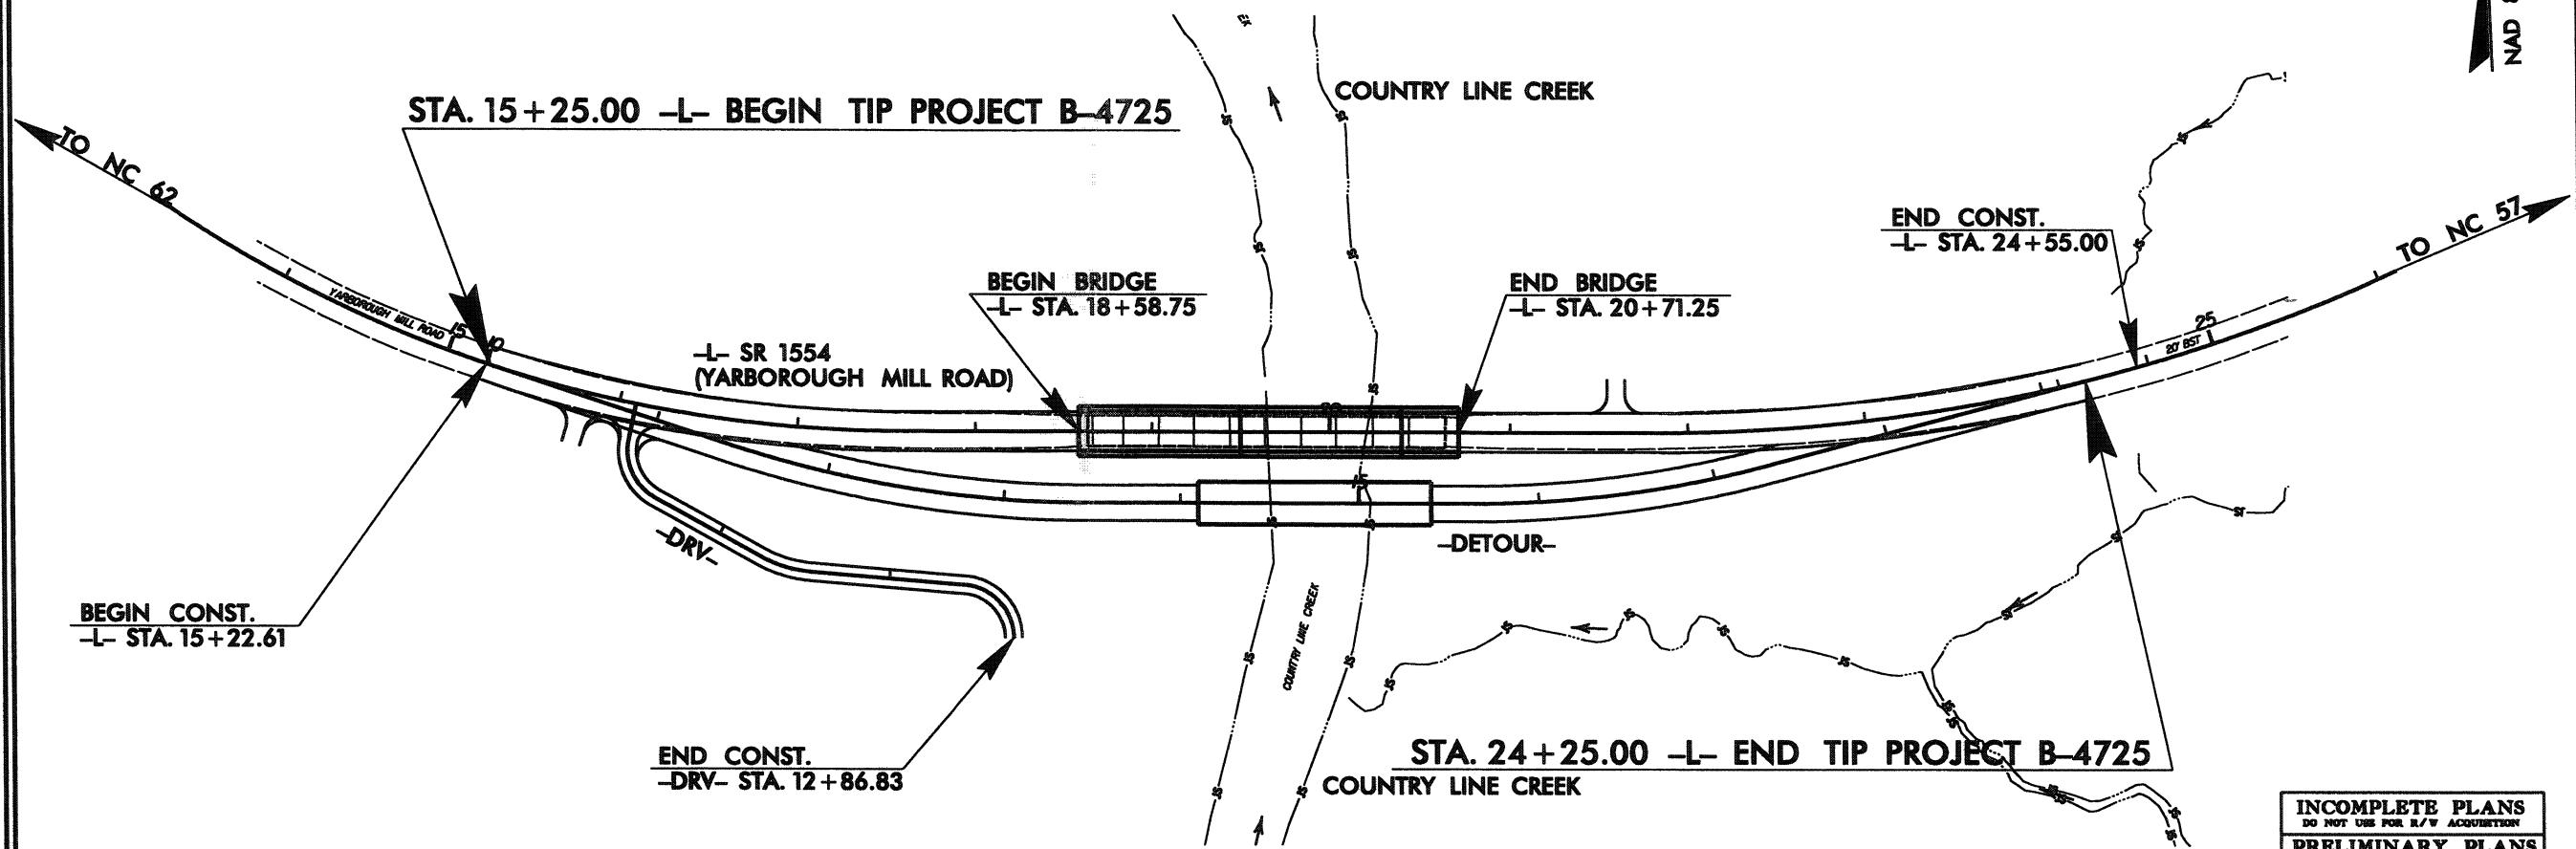 NAD 8
COUNTRY LINE CREEK
STA. 15+25.00 -L- BEGIN TIP PROJECT B-4725
TO NC 62
END CONST.
-L- STA. 24+55.00
TO NC 57
BEGIN BRIDGE
-L- STA. 18+58.75
END BRIDGE
-L- STA. 20+71.25
YARBOROUGH MILL ROAD
15
10
25
20' BST
-L- SR 1554
(YARBOROUGH MILL ROAD)
20
15
-DRV-
-DETOUR-
BEGIN CONST.
-L- STA. 15+22.61
COUNTRY LINE CREEK
END CONST.
-DRV- STA. 12+86.83
STA. 24+25.00 -L- END TIP PROJECT B-4725
COUNTRY LINE CREEK
INCOMPLETE PLANS
DO NOT USE FOR R/W ACQUISITION
PRELIMINARY PLANS